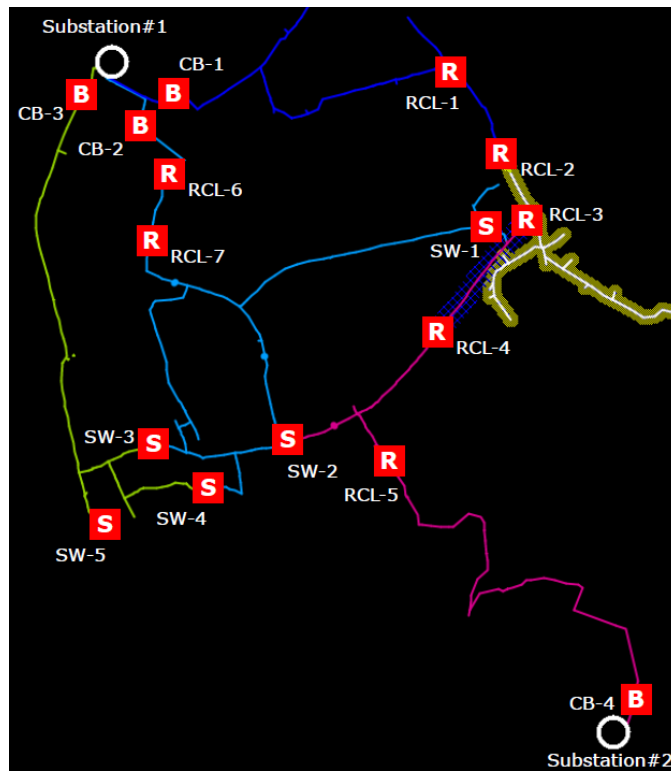 Substation#1
CB-1
B
B
CB-3
R
RCL-1
B
CB-2
R
RCL-2
R
RCL-6
R
RCL-3
S
SW-1
R
RCL-7
R
RCL-4
SW-3
S
S
SW-2
R
RCL-5
S
SW-4
S
SW-5
CB-4
B
Substation#2